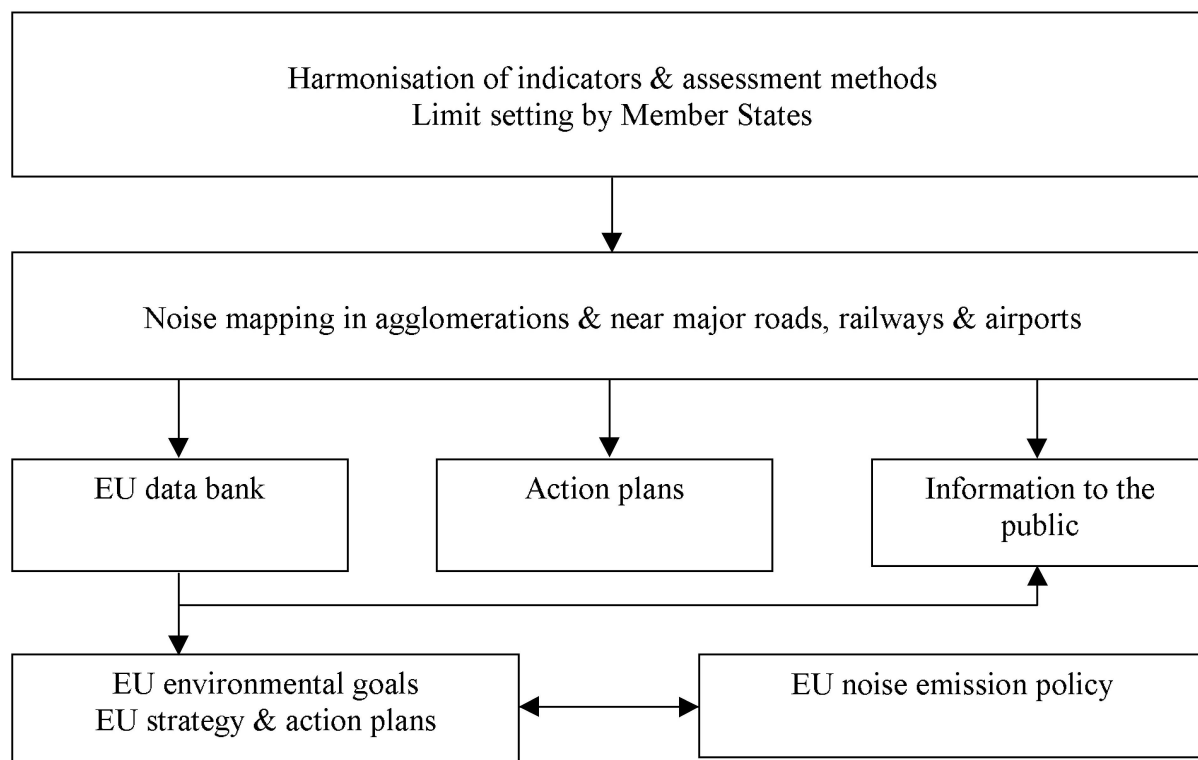 Harmonisation of indicators & assessment methods
Limit setting by Member States
Noise mapping in agglomerations & near major roads, railways & airports
EU data bank
Action plans
Information to the
public
EU environmental goals
EU strategy & action plans
EU noise emission policy